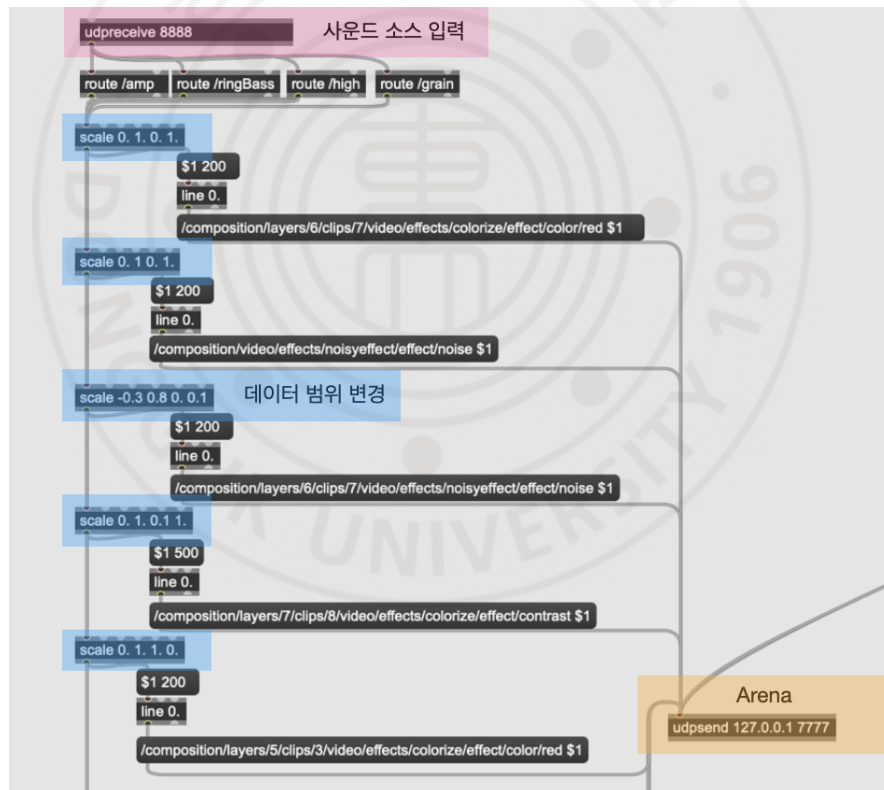 udpreceive 8888
사운드 소스 입력
route /amp
route /ringBass
route /high
route /grain
scale 0. 1. 0. 1.
$1 200
line 0.
/composition/layers/6/clips/7/video/effects/colorize/effect/color/red $1
scale 0. 1 0. 1.
$1 200
line 0.
/composition/video/effects/noisyeffect/effect/noise $1
scale -0.3 0.8 0. 0.1
데이터 범위 변경
$1 200
line 0.
/composition/layers/6/clips/7/video/effects/noisyeffect/effect/noise $1
scale 0. 1. 0.1 1.
$1 500
line 0.
/composition/layers/7/clips/8/video/effects/colorize/effect/contrast $1
scale 0. 1. 1. 0.
$1 200
line 0.
/composition/layers/5/clips/3/video/effects/colorize/effect/color/red $1
Arena
udpsend 127.0.0.1 7777
UNIVERSITY 1906